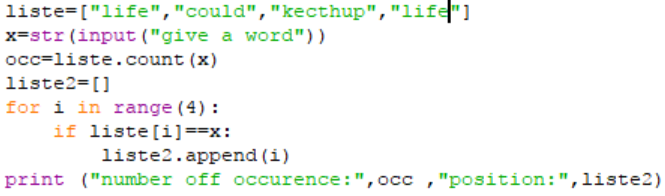 liste=["life","could","kecthup","life"]
x=str(input("give a word"))
occ=liste.count(x)
liste2=[]
for i in range(4):
    if liste[i]==x:
        liste2.append(i)
print ("number off occurence:",occ ,"position:",liste2)